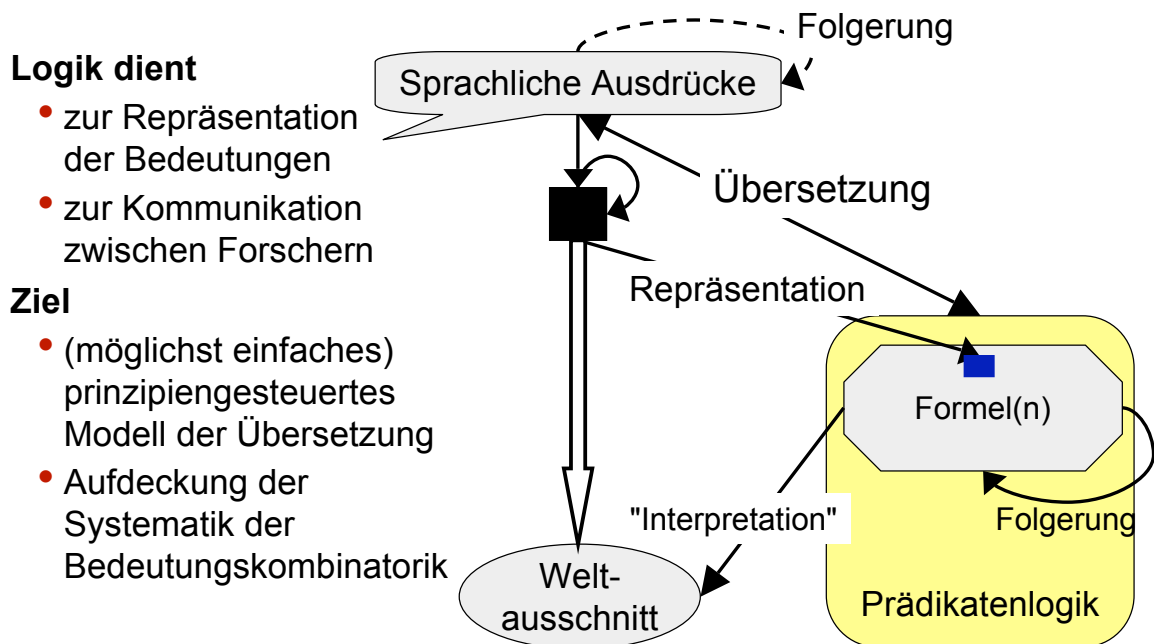 Logik dient
• zur Repräsentation
der Bedeutungen
• zur Kommunikation
zwischen Forschern
Ziel
• (möglichst einfaches)
prinzipiengesteuertes
Modell der Übersetzung
• Aufdeckung der
Systematik der
Bedeutungskombinatorik
Folgerung
Sprachliche Ausdrücke
Übersetzung
Repräsentation
Formel(n)
"Interpretation"
Folgerung
Welt-
ausschnitt
Prädikatenlogik